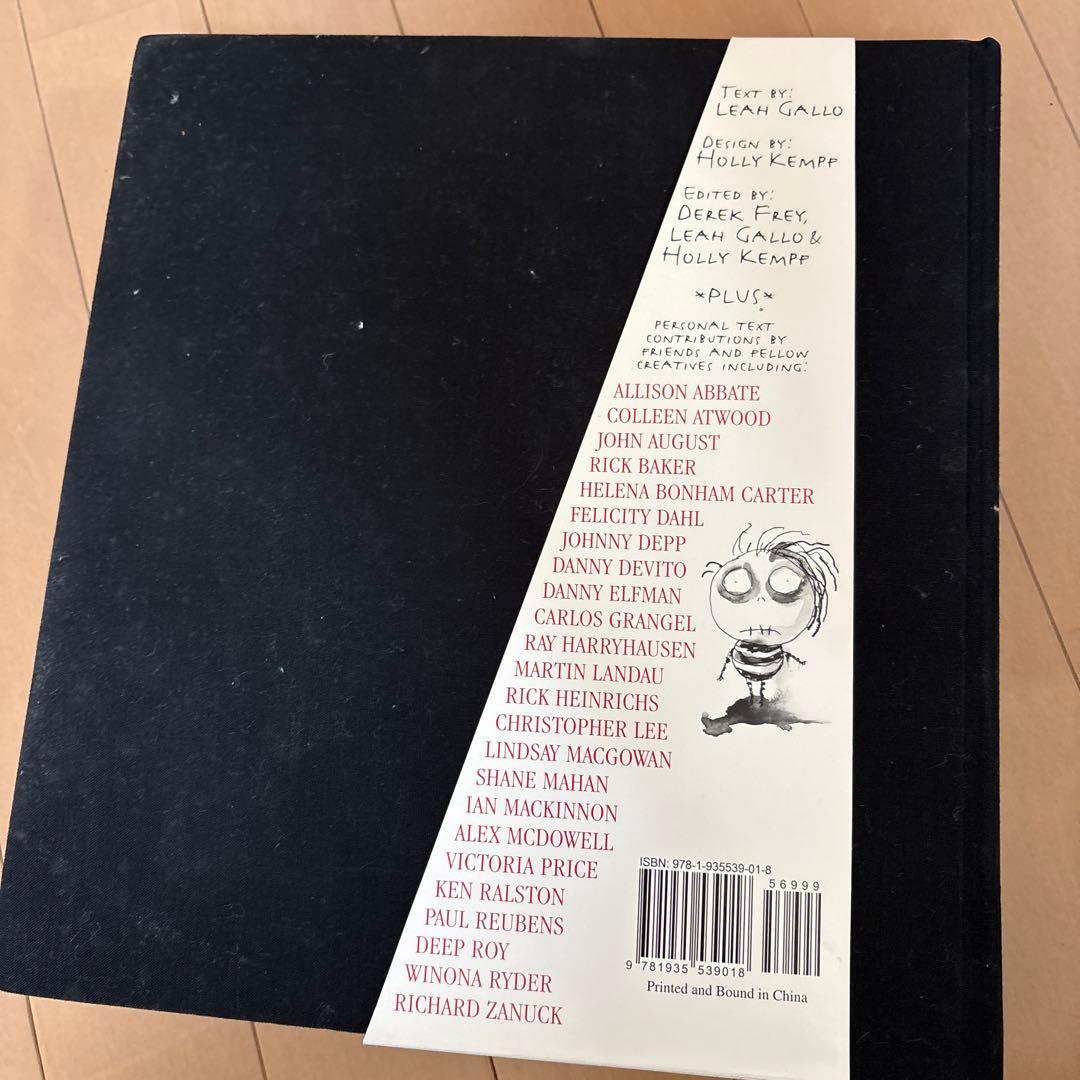 TEXT BY:
LEAH GALLO
DESIGN BY:
HOLLY KEMPF
EDITED BY:
DEREK FREY,
LEAH GALLO &
HOLLY KEMPF
*PLUS*
PERSONAL TEXT
CONTRIBUTIONS BY
FRIENDS AND FELLOW
CREATIVES INCLUDING:
ALLISON ABBATE
COLLEEN ATWOOD
JOHN AUGUST
RICK BAKER
HELENA BONHAM CARTER
FELICITY DAHL
JOHNNY DEPP
DANNY DEVITO
DANNY ELFMAN
CARLOS GRANGEL
RAY HARRYHAUSEN
MARTIN LANDAU
RICK HEINRICHS
CHRISTOPHER LEE
LINDSAY MACGOWAN
SHANE MAHAN
IAN MACKINNON
ALEX MCDOWELL
VICTORIA PRICE
KEN RALSTON
PAUL REUBENS
DEEP ROY
WINONA RYDER
RICHARD ZANUCK
ISBN: 978-1-935539-01-8
56999
9 781935 539018
Printed and Bound in China